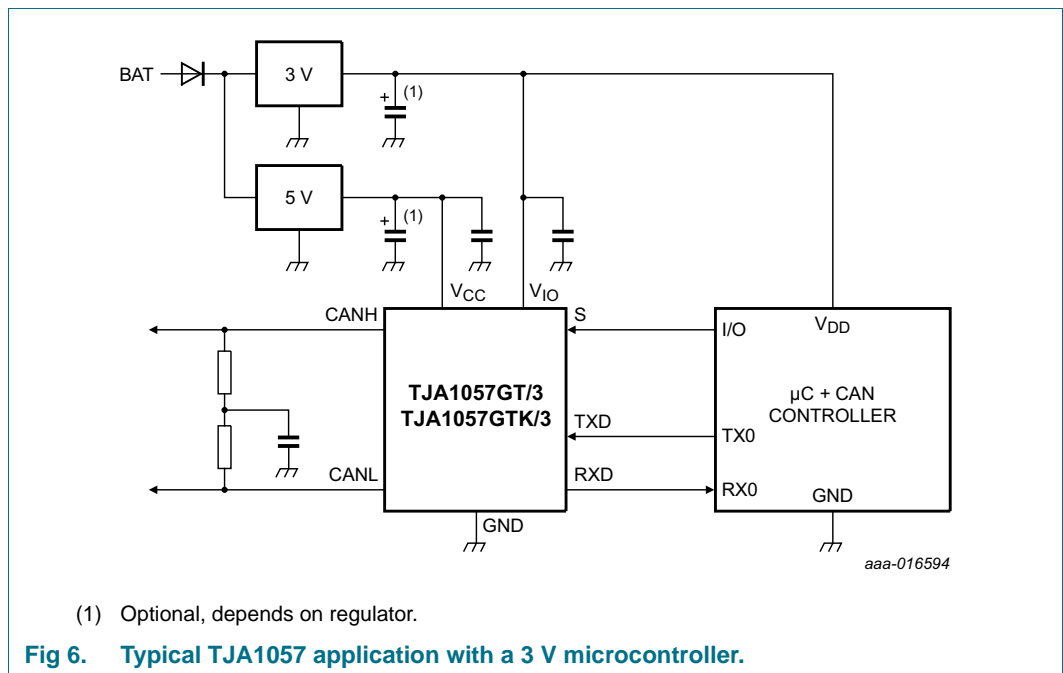 BAT
3 V
+
(1)
5 V
+
(1)
VCC
VIO
CANH
S
I/O
VDD
TJA1057GT/3
TJA1057GTK/3
µC + CAN
CONTROLLER
TXD
TX0
CANL
RXD
RX0
GND
GND
aaa-016594
(1) Optional, depends on regulator.
Fig 6. Typical TJA1057 application with a 3 V microcontroller.